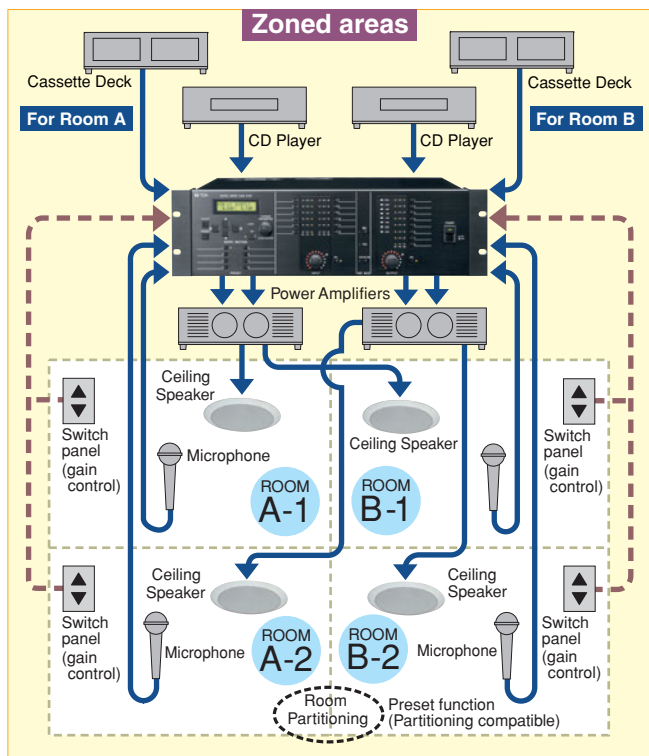 Zoned areas
Cassette Deck
Cassette Deck
For Room A
CD Player
CD Player
For Room B
Power Amplifiers
Ceiling
Speaker
Ceiling Speaker
Switch
panel
(gain
control)
Microphone
Switch
panel
(gain
control)
ROOM
A-1
ROOM
B-1
Ceiling
Speaker
Ceiling
Speaker
Switch
panel
(gain
control)
Microphone
ROOM
A-2
ROOM
B-2
Microphone
Switch
panel
(gain
control)
Room
Partitioning
Preset function
(Partitioning compatible)